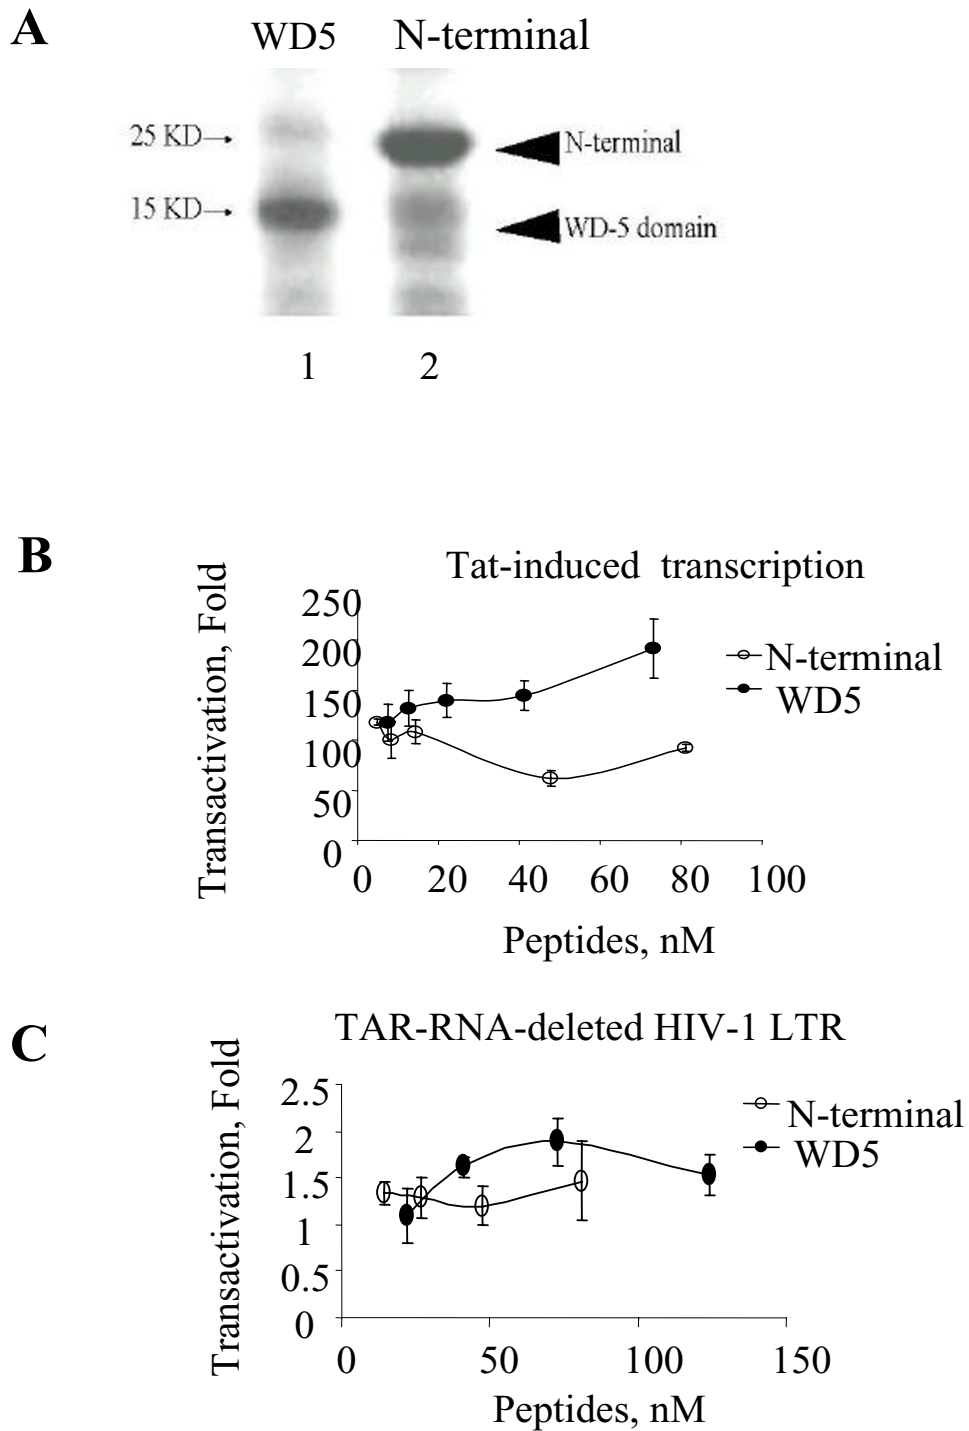 A
WD5 N-terminal
25 KD→
N-terminal
15 KD→
WD-5 domain
1 2
B
Tat-induced transcription
Transactivation, Fold
250
200
150
100
50
0
N-terminal
WD5
0 20 40 60 80 100
Peptides, nM
C
TAR-RNA-deleted HIV-1 LTR
Transactivation, Fold
2.5
2
1.5
1
0.5
0
N-terminal
WD5
0 50 100 150
Peptides, nM